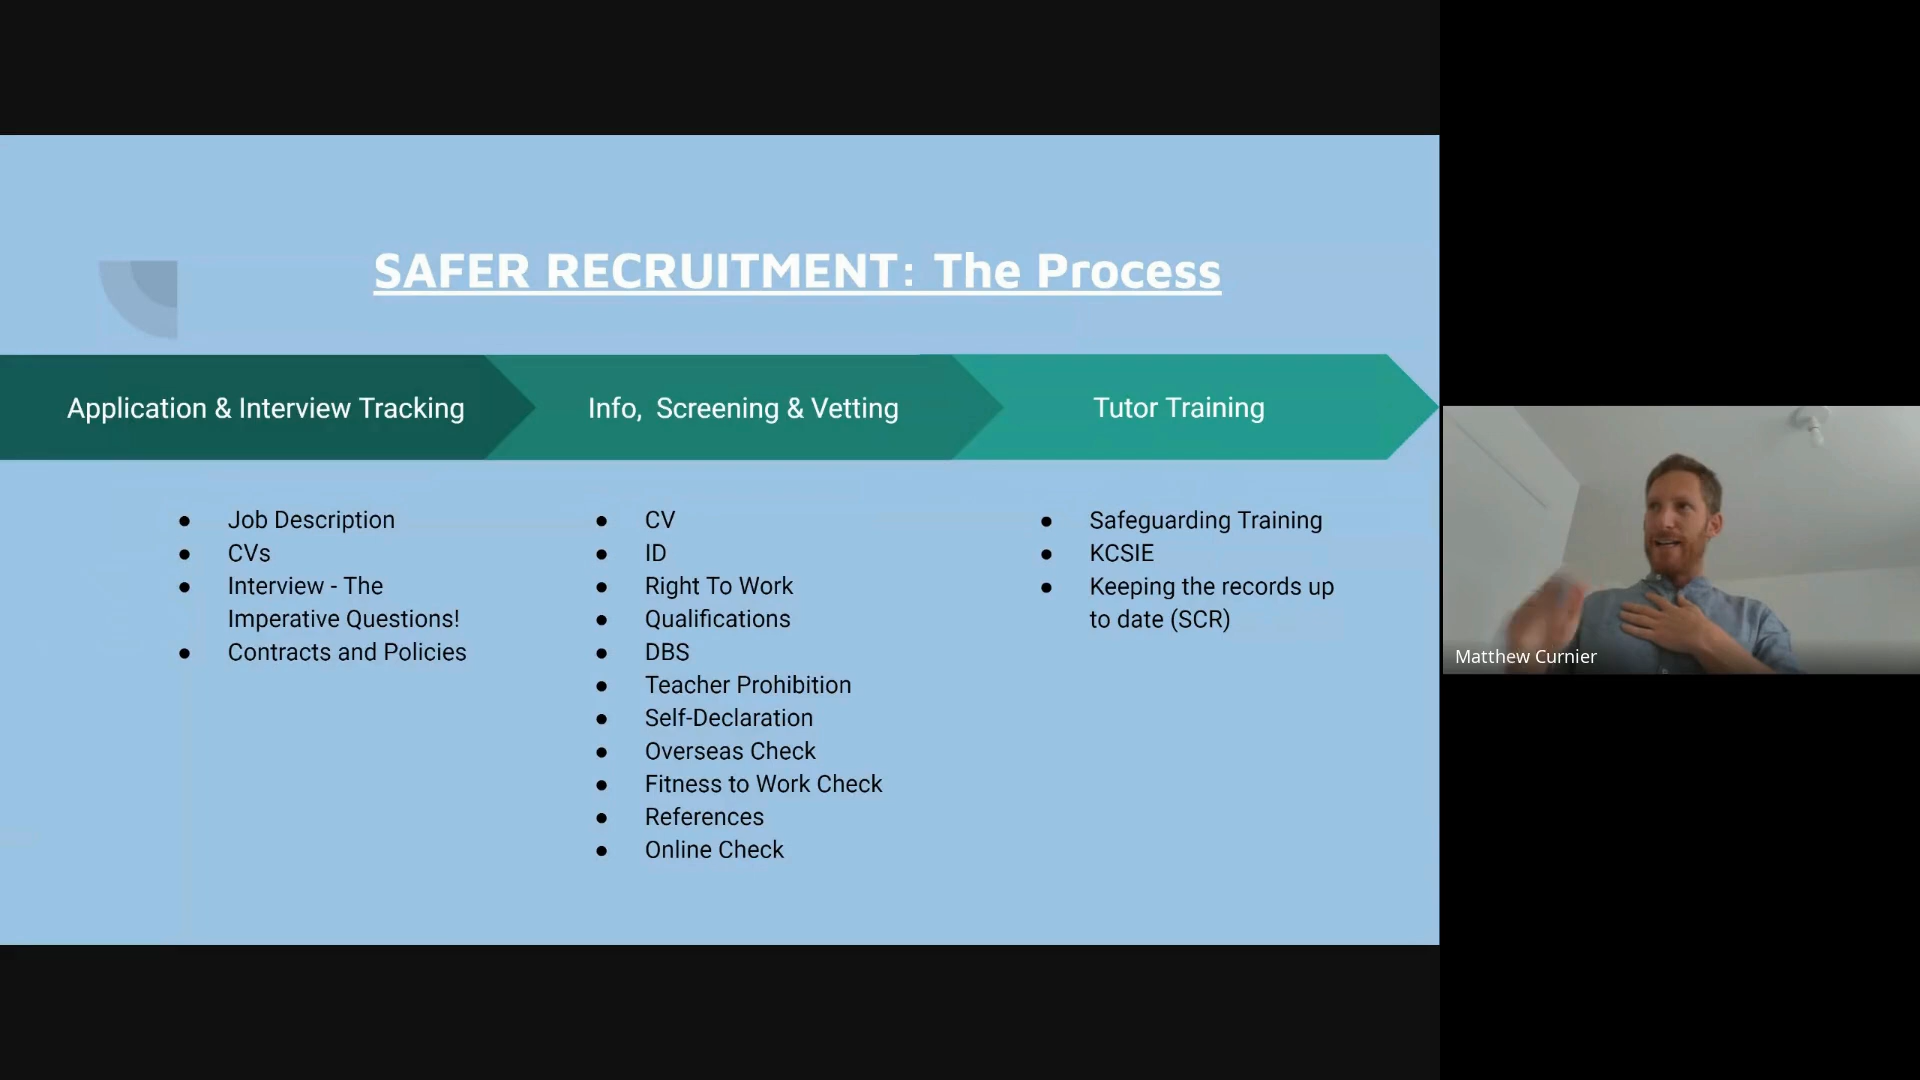 SAFER RECRUITMENT: The Process
Application & Interview Tracking
Info, Screening & Vetting
Tutor Training
Job Description
CVs
Interview - The
Imperative Questions!
Contracts and Policies
CV
ID
Right To Work
Qualifications
DBS
Teacher Prohibition
Self-Declaration
Overseas Check
Fitness to Work Check
References
Online Check
Safeguarding Training
KCSIE
Keeping the records up
to date (SCR)
Matthew Curnier